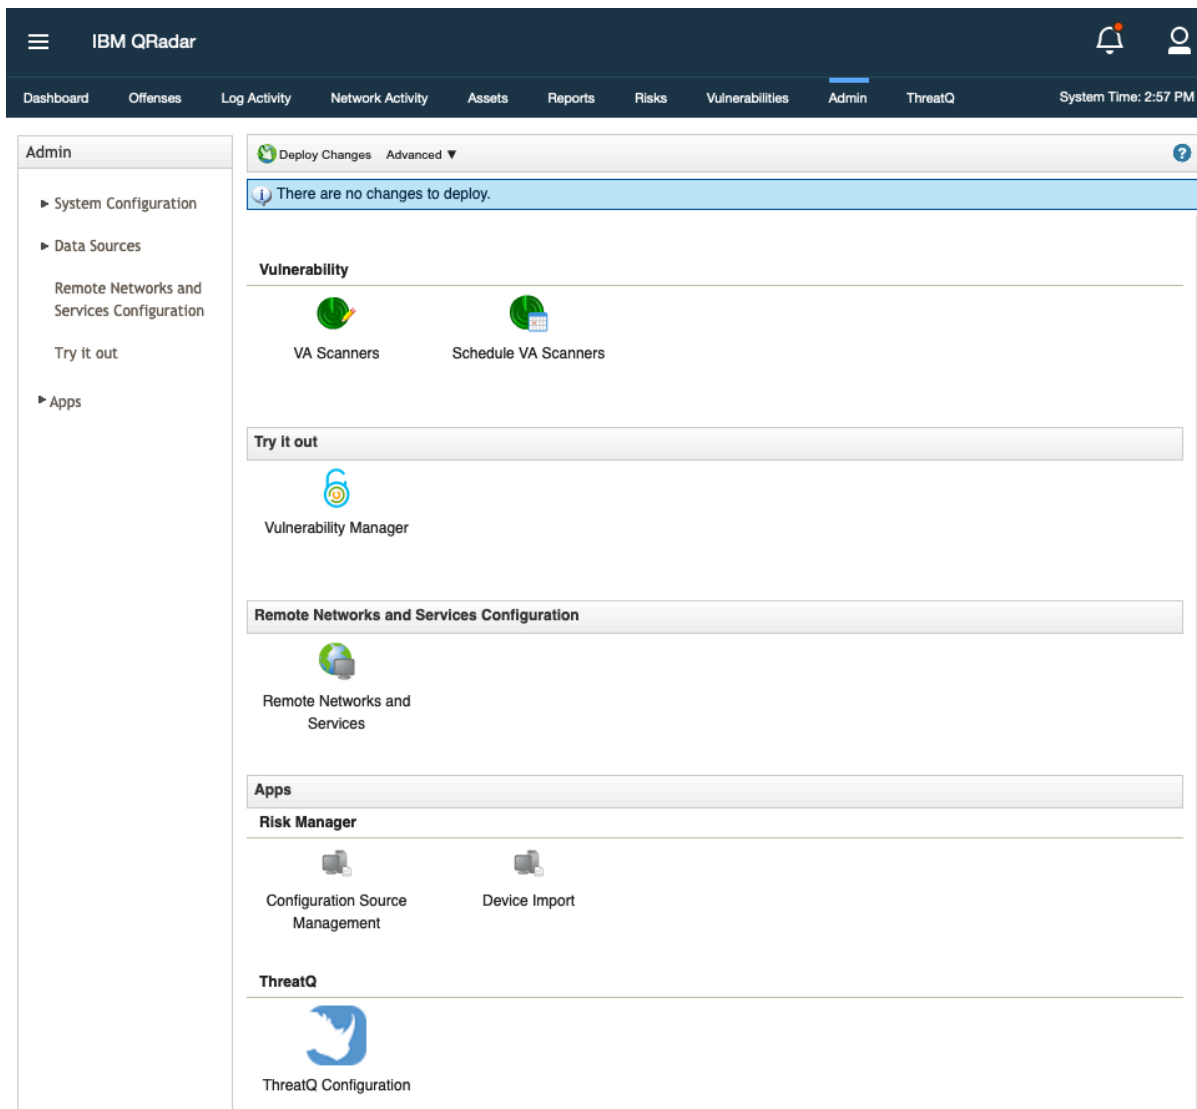 IBM QRadar
Dashboard Offenses Log Activity Network Activity Assets Reports Risks Vulnerabilities Admin ThreatQ System Time: 2:57 PM
Admin
System Configuration
Data Sources
Remote Networks and
Services Configuration
Try it out
Apps
Deploy Changes Advanced ▼
There are no changes to deploy.
Vulnerability
VA Scanners Schedule VA Scanners
Try it out
Vulnerability Manager
Remote Networks and Services Configuration
Remote Networks and
Services
Apps
Risk Manager
Configuration Source
Management
Device Import
ThreatQ
ThreatQ Configuration